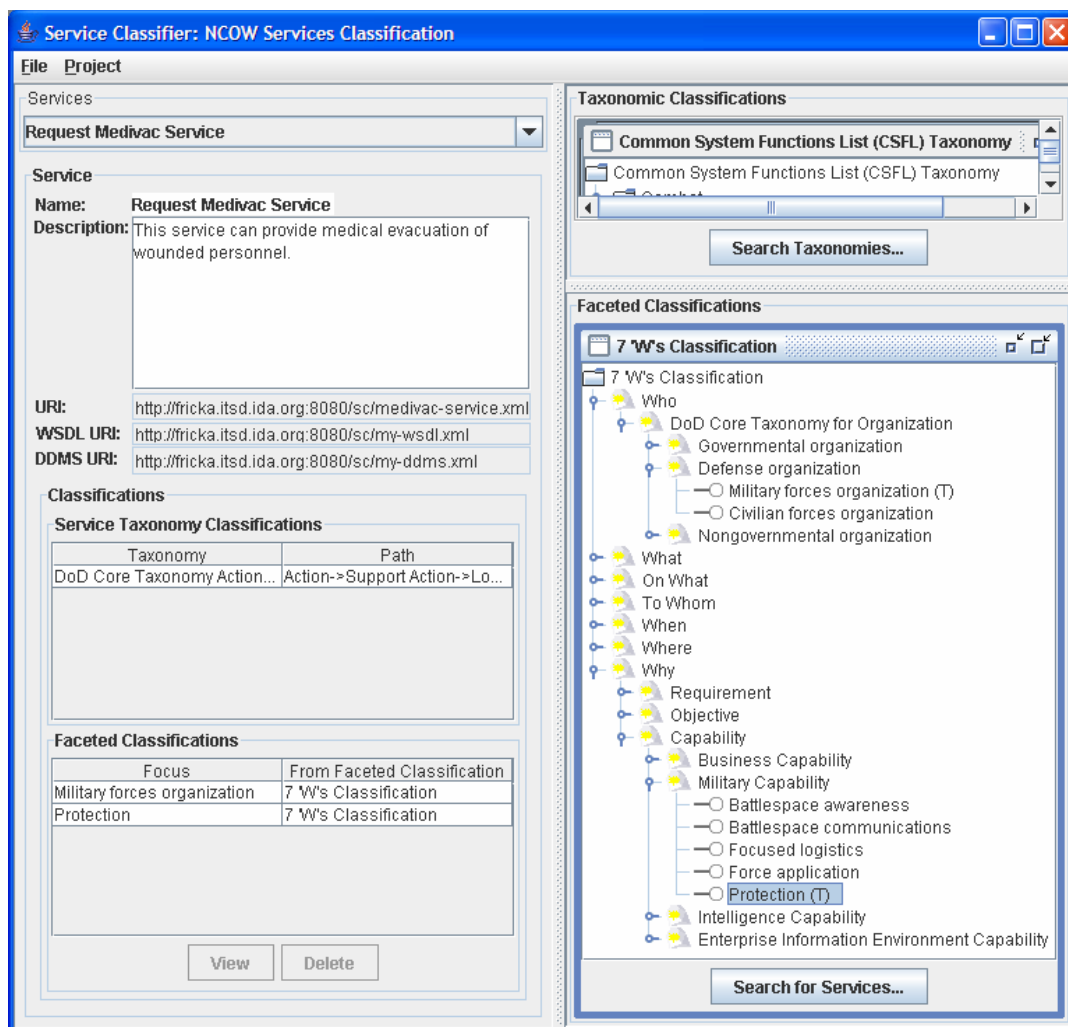 Service Classifier: NCOW Services Classification
File Project
Services
Request Medivac Service
Service
Name: Request Medivac Service
Description: This service can provide medical evacuation of
wounded personnel.
URI: http://fricka.itsd.ida.org:8080/sc/medivac-service.xml
WSDL URI: http://fricka.itsd.ida.org:8080/sc/my-wsdl.xml
DDMS URI: http://fricka.itsd.ida.org:8080/sc/my-ddms.xml
Classifications
Service Taxonomy Classifications
Taxonomy Path
DoD Core Taxonomy Action... Action->Support Action->Lo...
Faceted Classifications
Focus From Faceted Classification
Military forces organization 7 'W's Classification
Protection 7 'W's Classification
View Delete
Taxonomic Classifications
Common System Functions List (CSFL) Taxonomy
Common System Functions List (CSFL) Taxonomy
Combat
Search Taxonomies...
Faceted Classifications
7 'W's Classification
7 'W's Classification
Who
DoD Core Taxonomy for Organization
Governmental organization
Defense organization
Military forces organization (T)
Civilian forces organization
Nongovernmental organization
What
On What
To Whom
When
Where
Why
Requirement
Objective
Capability
Business Capability
Military Capability
Battlespace awareness
Battlespace communications
Focused logistics
Force application
Protection (T)
Intelligence Capability
Enterprise Information Environment Capability
Search for Services...